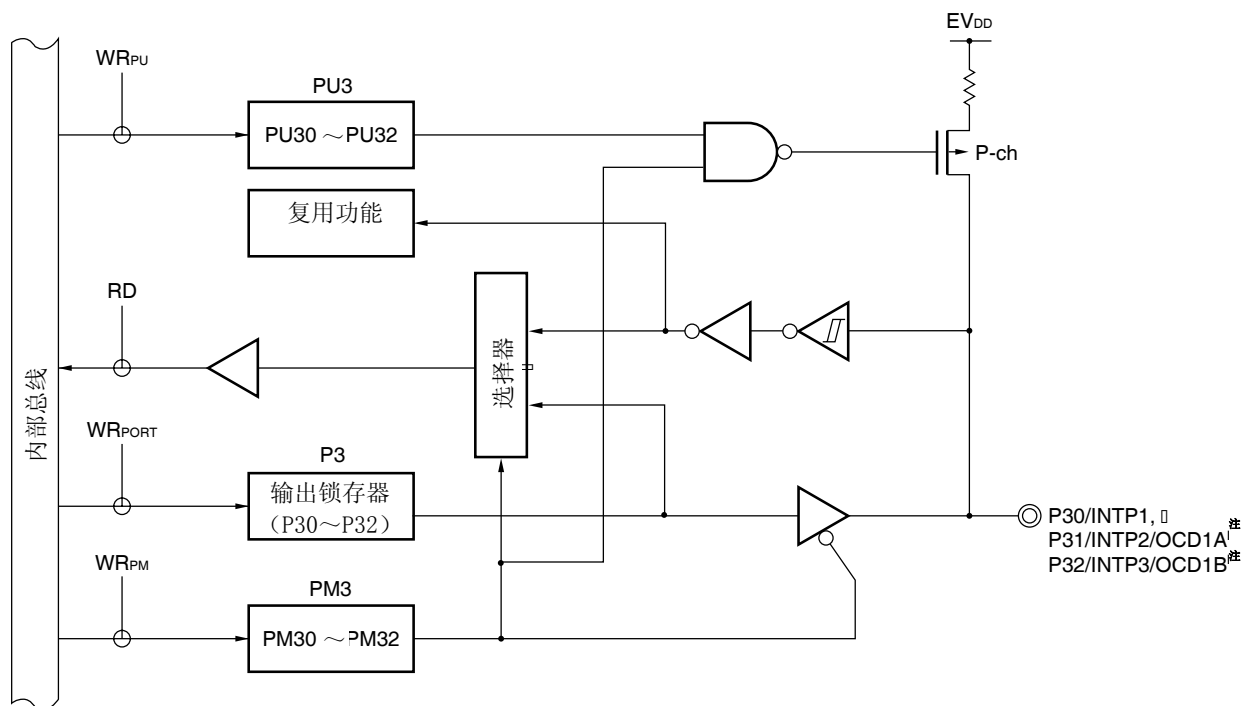 EVDD
WRPU
PU3
PU30 ～PU32
P-ch
复用功能
RD
选择器
内部总线
WRPORT
P3
输出锁存器
（P30～P32）
P30/INTP1,
P31/INTP2/OCD1A注
P32/INTP3/OCD1B注
WRPM
PM3
PM30 ～PM32